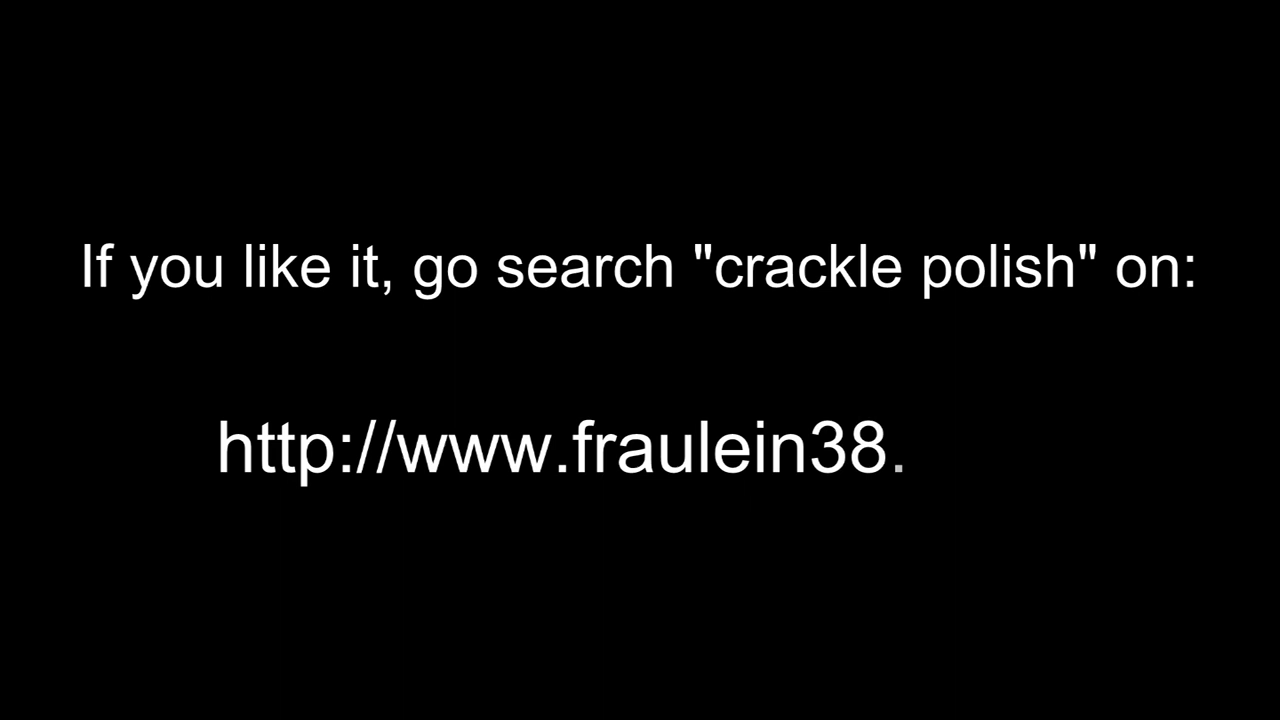 If you like it, go search "crackle polish" on:
http://www.fraulein38.